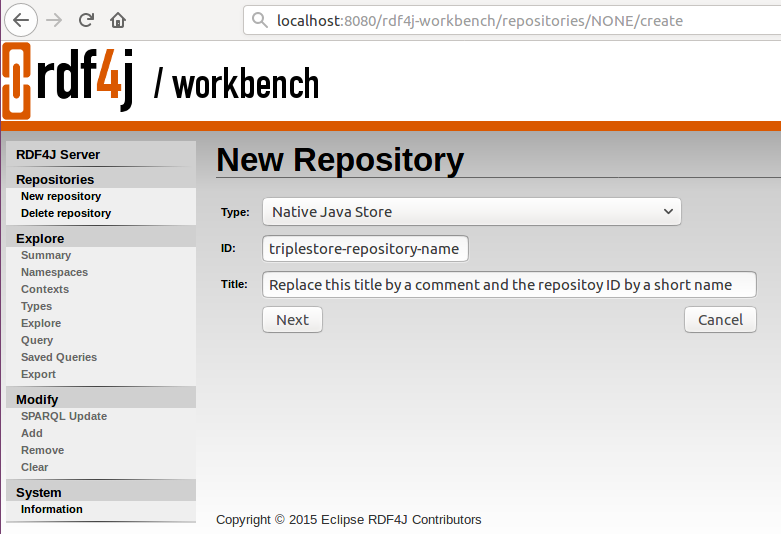 localhost:8080/rdf4j-workbench/repositories/NONE/create
rdf4j / workbench
RDF4J Server
Repositories
New repository
Delete repository
Explore
Summary
Namespaces
Contexts
Types
Explore
Query
Saved Queries
Export
Modify
SPARQL Update
Add
Remove
Clear
System
Information
New Repository
Type: Native Java Store
ID: triplestore-repository-name
Title: Replace this title by a comment and the repositoy ID by a short name
Next Cancel
Copyright © 2015 Eclipse RDF4J Contributors